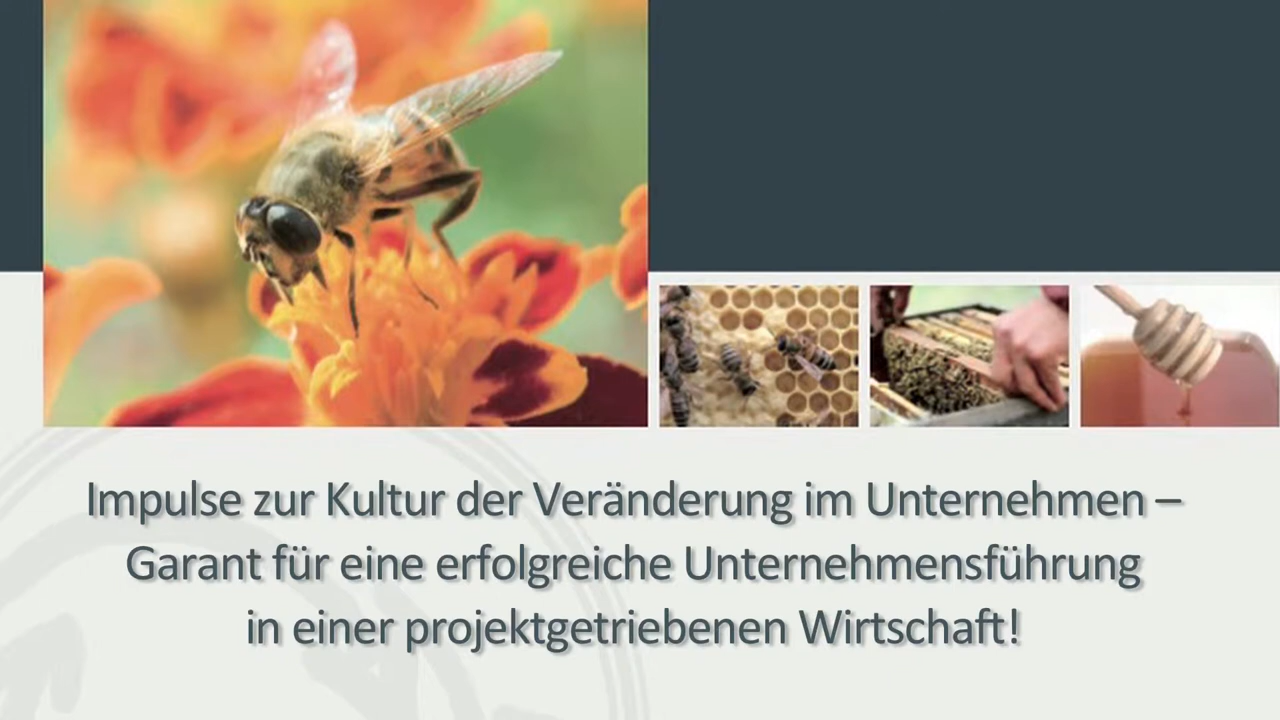 Impulse zur Kultur der Veränderung im Unternehmen –
Garant für eine erfolgreiche Unternehmensführung
in einer projektgetriebenen Wirtschaft!